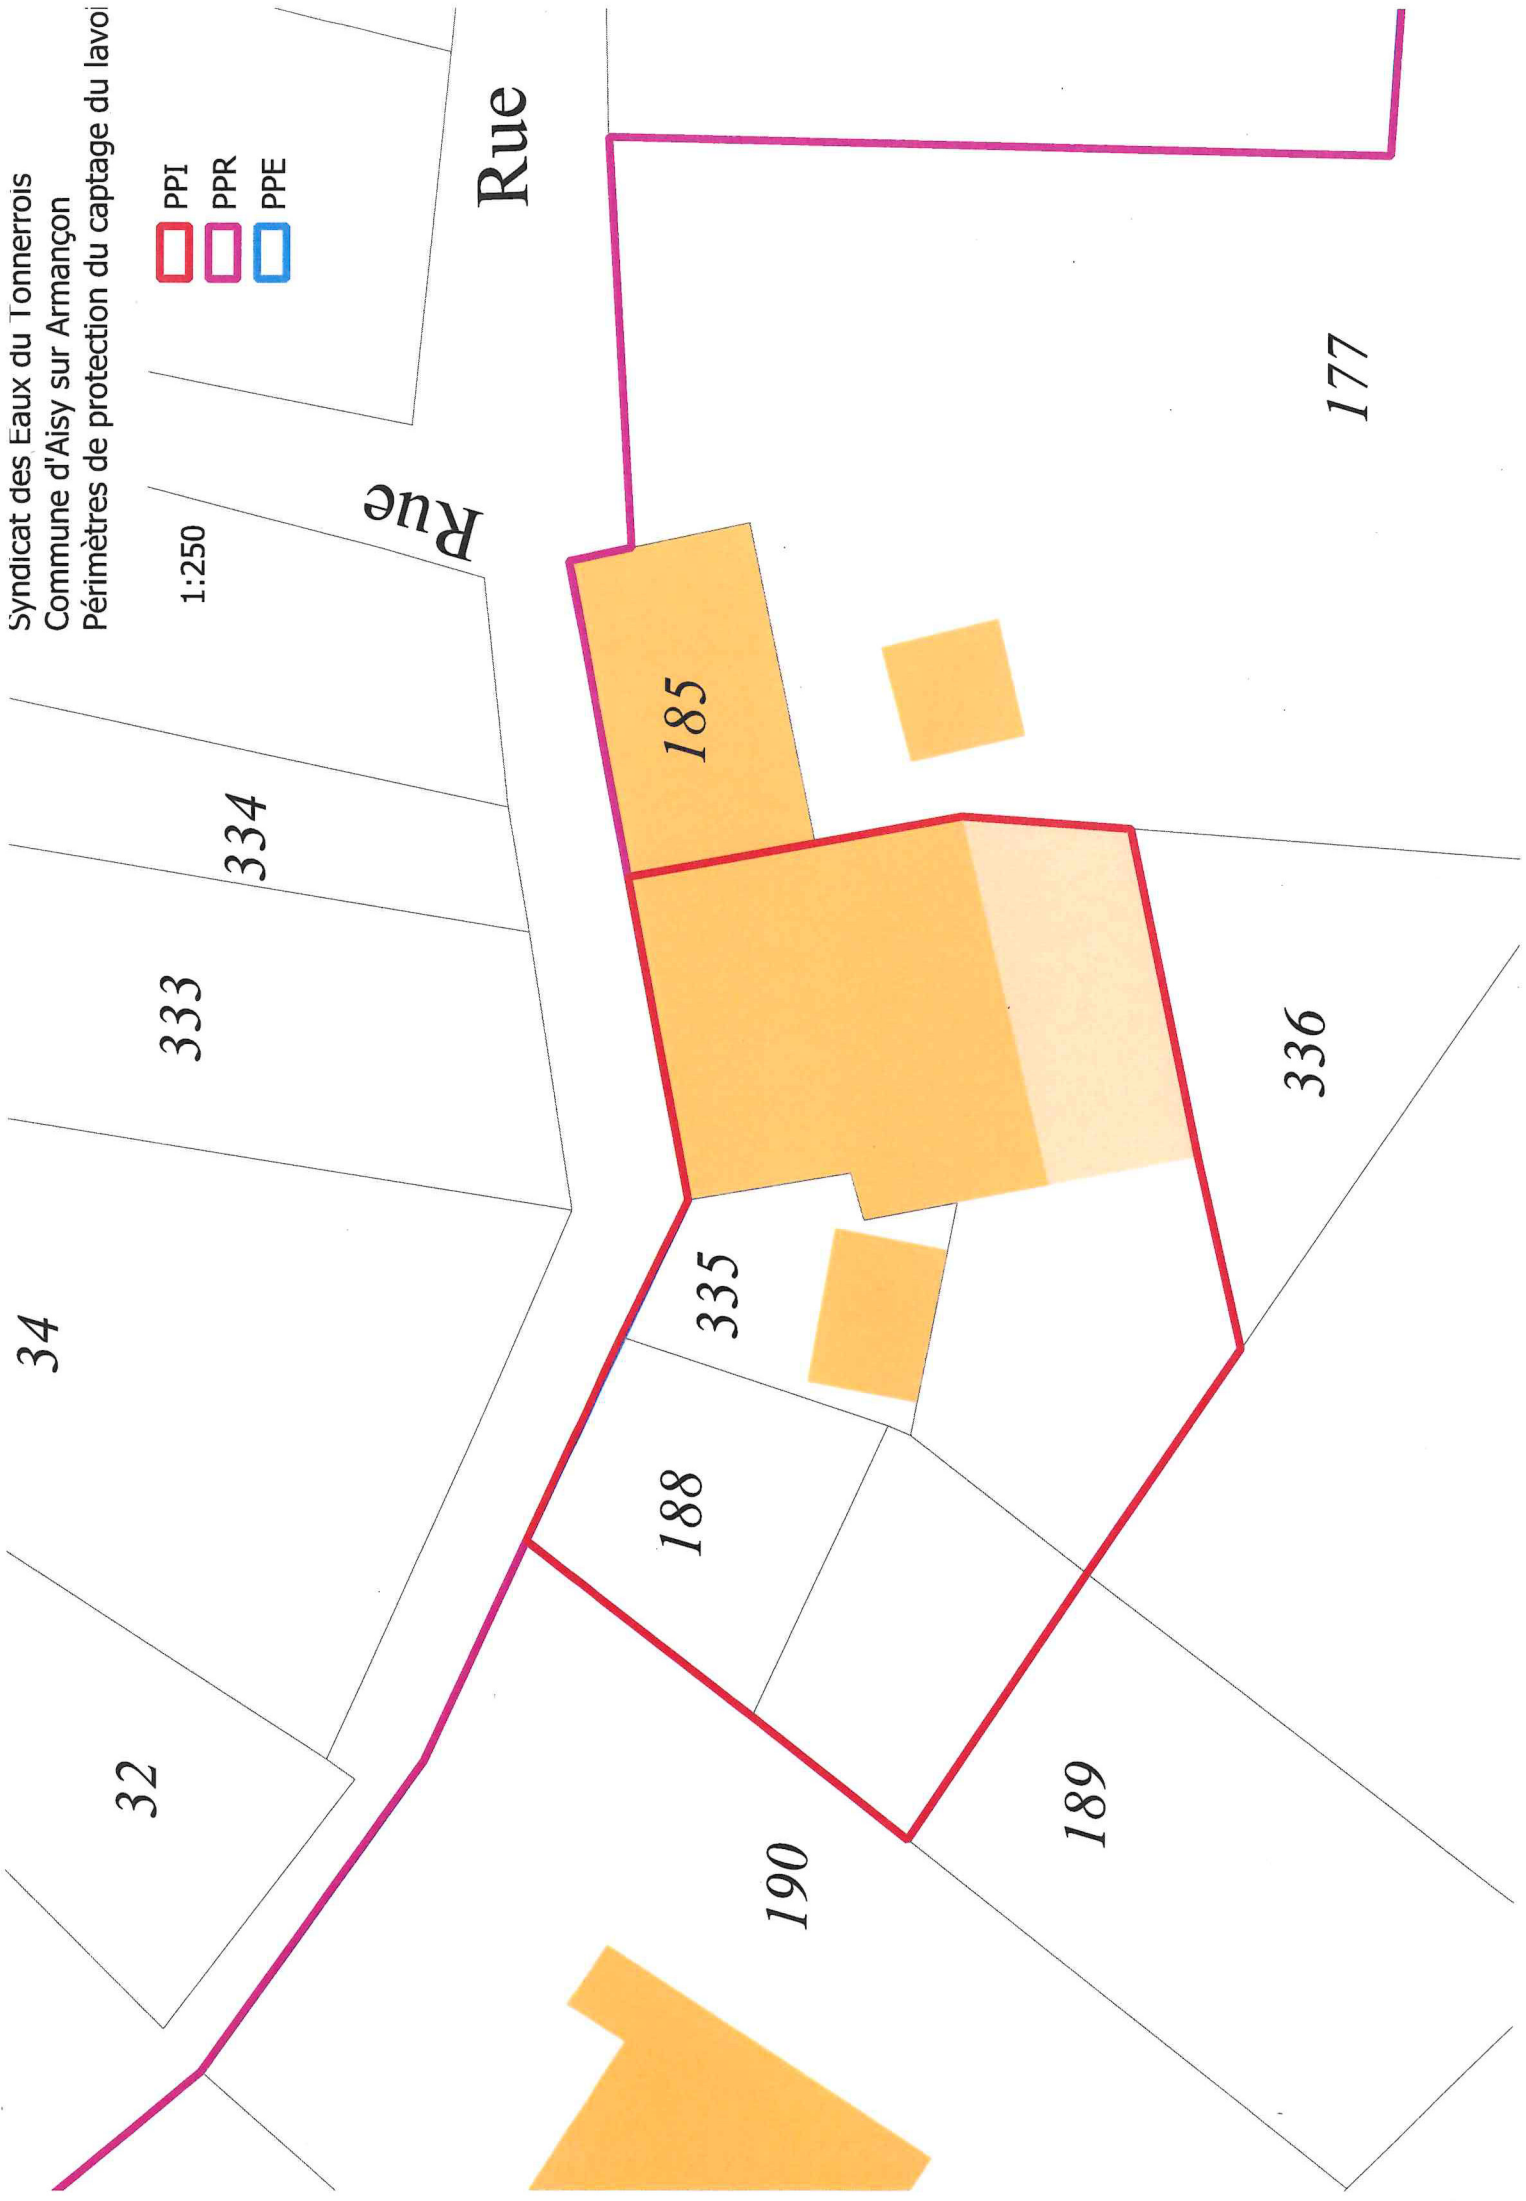 Syndicat des Eaux du Tonnerrois
Commune d'Aisy sur Armançon
Périmètres de protection du captage du lavoi
1:250
PPI
PPR
PPE
Rue
Rue
34
32
333
334
335
188
185
190
189
336
177